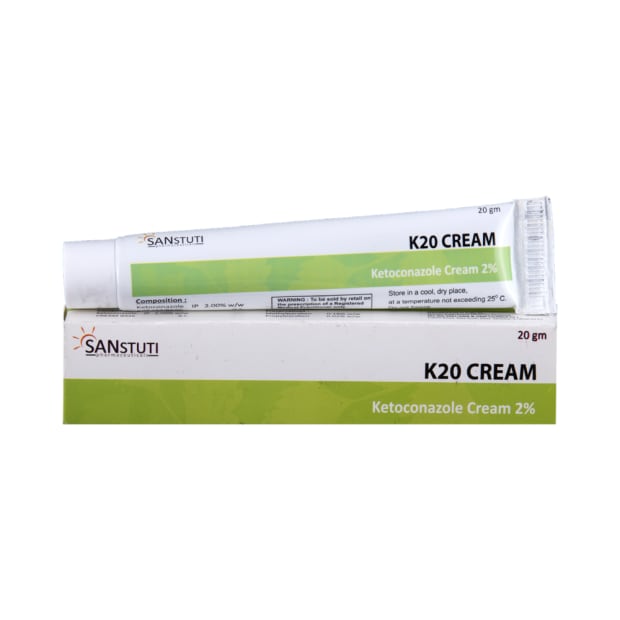 20 gm
SANSTUTI
K20 CREAM
Ketoconazole Cream 2%
Composition :
Ketoconazole IP 2.00% w/w
WARNING : To be sold by retail on
the prescription of a Registered
Store in a cool, dry place,
at a temperature not exceeding 25° C.
20 gm
SANSTUTI
pharmaceuticals
K20 CREAM
Ketoconazole Cream 2%